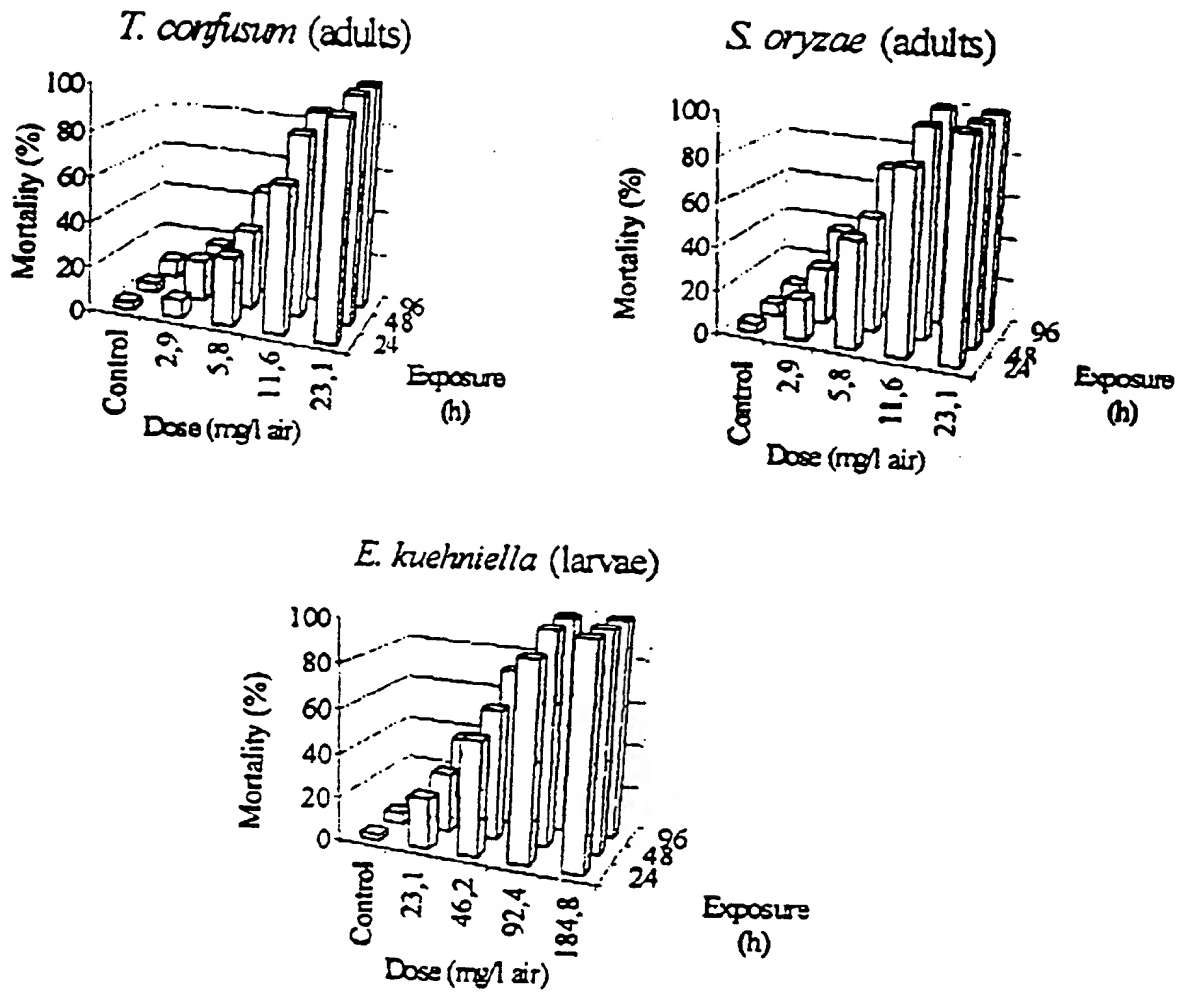 T. confusum (adults)
100
80
60
40
20
0
Mortality (%)
Control
2,9
5,8
11,6
23,1
Dose (mg/l air)
96
48
24
Exposure
(h)
S. oryzae (adults)
100
80
60
40
20
0
Mortality (%)
Control
2,9
5,8
11,6
23,1
Dose (mg/l air)
96
48
24
Exposure
(h)
E. kuehniella (larvae)
100
80
60
40
20
0
Mortality (%)
Control
23,1
46,2
92,4
184,8
Dose (mg/l air)
96
48
24
Exposure
(h)